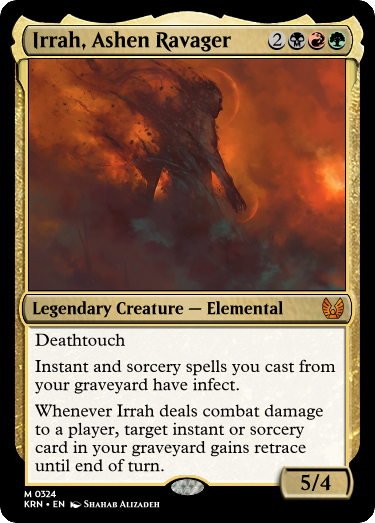 Irrah, Ashen Ravager 2
Legendary Creature — Elemental
Deathtouch
Instant and sorcery spells you cast from
your graveyard have infect.
Whenever Irrah deals combat damage
to a player, target instant or sorcery
card in your graveyard gains retrace
until end of turn.
5/4
M 0324
KRN • EN Shahab Alizadeh